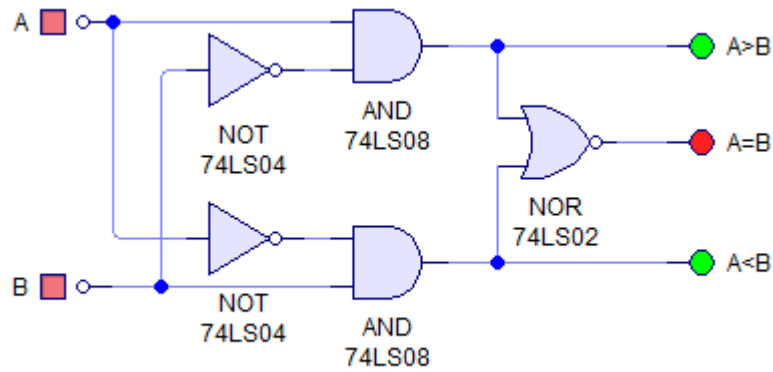 A
A>B
NOT
74LS04
AND
74LS08
A=B
NOR
74LS02
B
A<B
NOT
74LS04
AND
74LS08